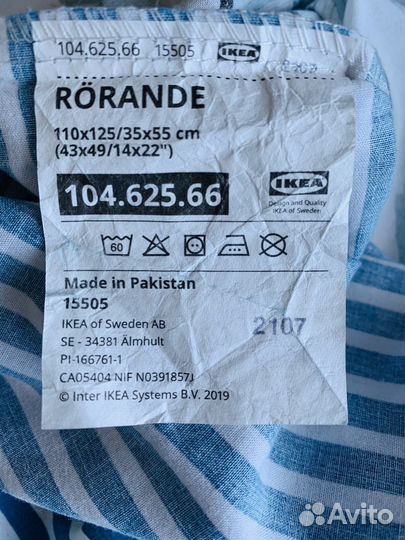 104.625.66 15505 IKEA
2107
RÖRANDE
110x125/35x55 cm
(43x49/14x22")
104.625.66 IKEA
Design and Quality
IKEA of Sweden
60
Made in Pakistan
15505
IKEA of Sweden AB
SE - 34381 Älmhult
2107
PI-166761-1
CA05404 NIF N0391857J
© Inter IKEA Systems B.V. 2019
Avito